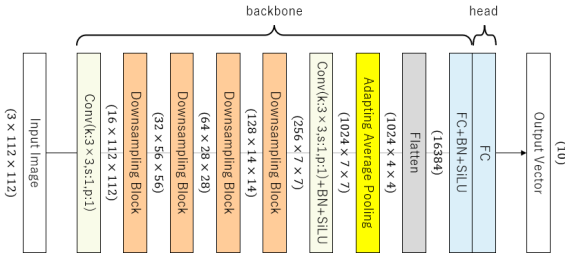 backbone
head
Input Image
(3×112×112)
Conv(k:3×3,s:1,p:1)
(16×112×112)
Downsampling Block
(32×56×56)
Downsampling Block
(64×28×28)
Downsampling Block
(128×14×14)
Downsampling Block
(256×7×7)
Conv(k:3×3,s:1,p:1)+BN+SiLU
(1024×7×7)
Adapting Average Pooling
(1024×4×4)
Flatten
(16384)
FC+BN+SiLU
FC
Output Vector
(10)